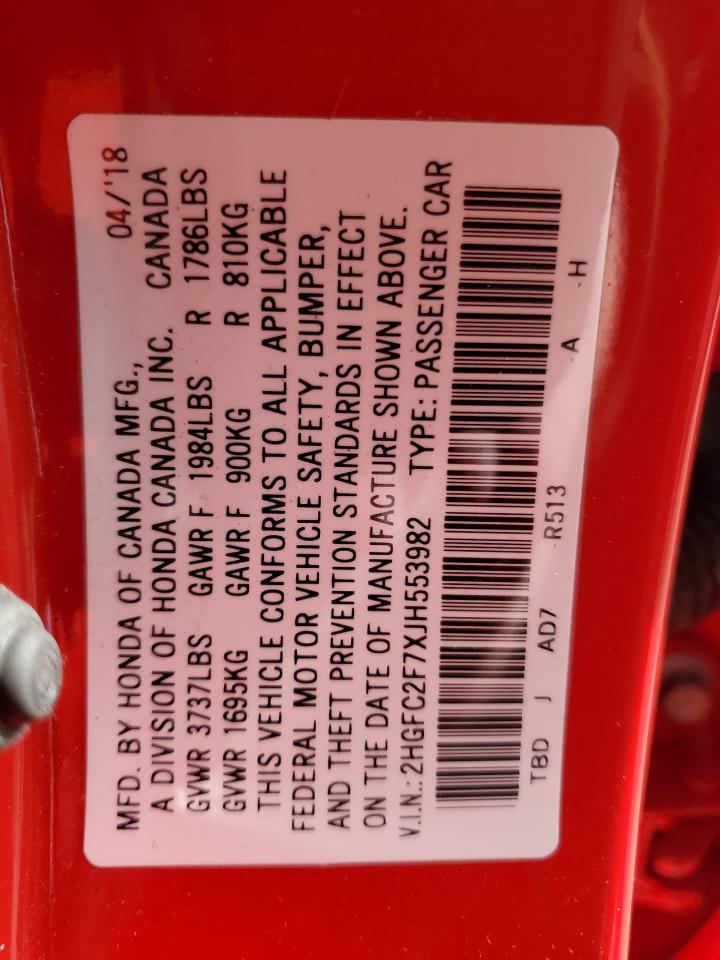 MFD. BY HONDA OF CANADA MFG., 04/'18
A DIVISION OF HONDA CANADA INC. CANADA
GVWR 3737LBS GAWR F 1984LBS R 1786LBS
GVWR 1695KG GAWR F 900KG R 810KG
THIS VEHICLE CONFORMS TO ALL APPLICABLE
FEDERAL MOTOR VEHICLE SAFETY, BUMPER,
AND THEFT PREVENTION STANDARDS IN EFFECT
ON THE DATE OF MANUFACTURE SHOWN ABOVE.
V.I.N.: 2HGFC2F7XJH553982 TYPE: PASSENGER CAR
TBD J AD7 -R513 -A -H